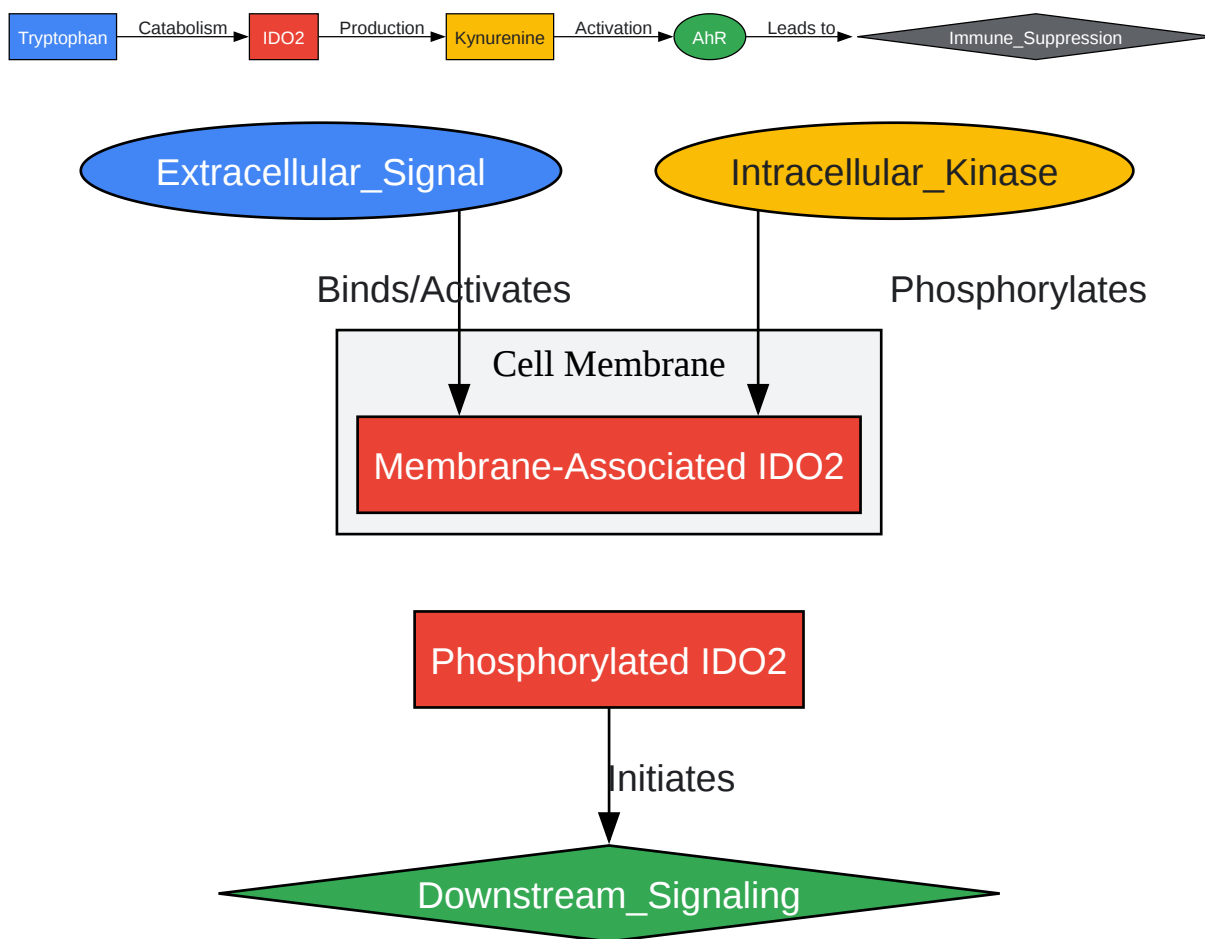 Tryptophan
Catabolism
IDO2
Production
Kynurenine
Activation
AhR
Leads to
Immune_Suppression
Extracellular_Signal
Intracellular_Kinase
Binds/Activates
Phosphorylates
Cell Membrane
Membrane-Associated IDO2
Phosphorylated IDO2
Initiates
Downstream_Signaling